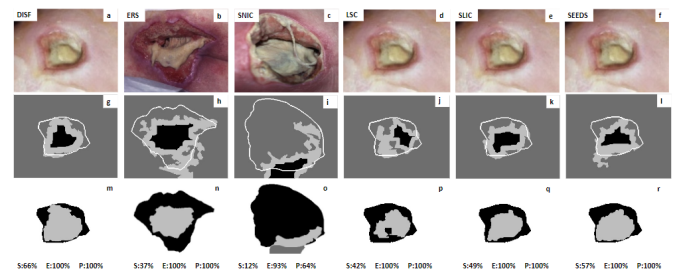 DISF a ERS b SNIC c LSC d SLIC e SEEDS f
g h i j k l
m n o p q r
S:66% E:100% P:100% S:37% E:100% P:100% S:12% E:93% P:64% S:42% E:100% P:100% S:49% E:100% P:100% S:57% E:100% P:100%